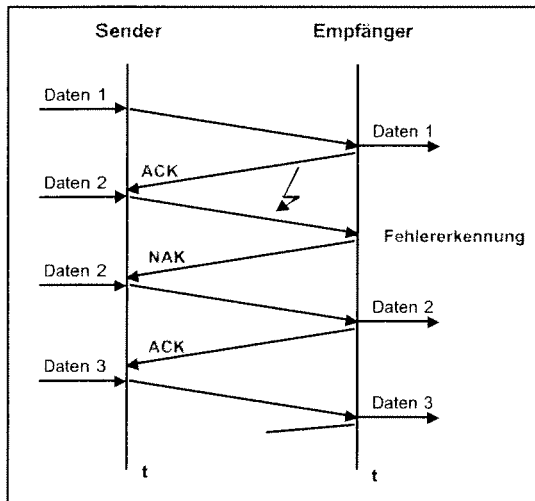 Sender Empfänger
Daten 1
Daten 1
ACK
Daten 2
Fehlererkennung
NAK
Daten 2
Daten 2
ACK
Daten 3
Daten 3
t t